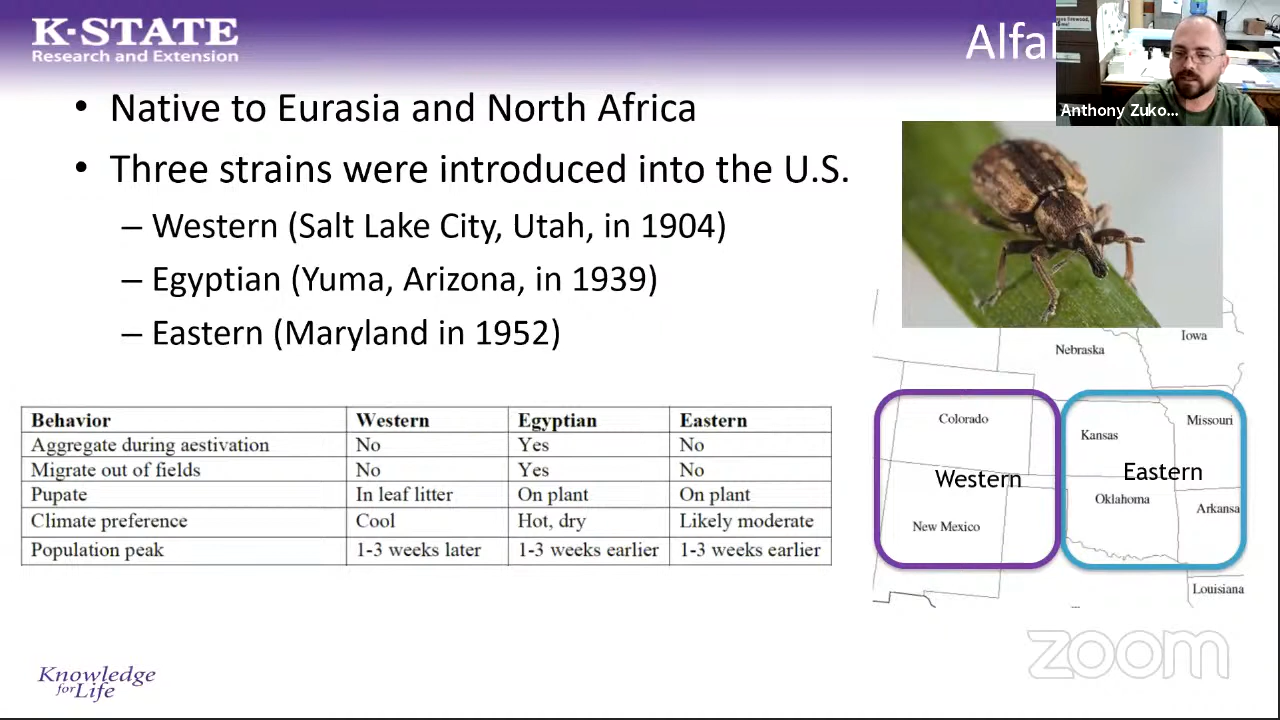 K-STATE
Research and Extension
Alfa
Anthony Zuko...
• Native to Eurasia and North Africa
• Three strains were introduced into the U.S.
– Western (Salt Lake City, Utah, in 1904)
– Egyptian (Yuma, Arizona, in 1939)
– Eastern (Maryland in 1952)
Behavior Western Egyptian Eastern
Aggregate during aestivation No Yes No
Migrate out of fields No Yes No
Pupate In leaf litter On plant On plant
Climate preference Cool Hot, dry Likely moderate
Population peak 1-3 weeks later 1-3 weeks earlier 1-3 weeks earlier
Nebraska
Iowa
Colorado
Kansas
Missouri
Western
Eastern
New Mexico
Oklahoma
Arkansa
Louisiana
zoom
Knowledge
for Life